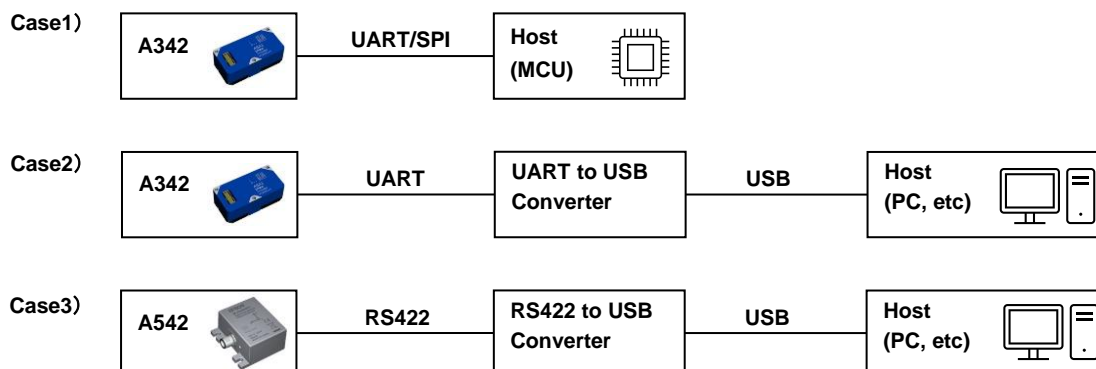 Case1）
A342
UART/SPI
Host
(MCU)
Case2）
A342
UART
UART to USB
Converter
USB
Host
(PC, etc)
Case3）
A542
RS422
RS422 to USB
Converter
USB
Host
(PC, etc)